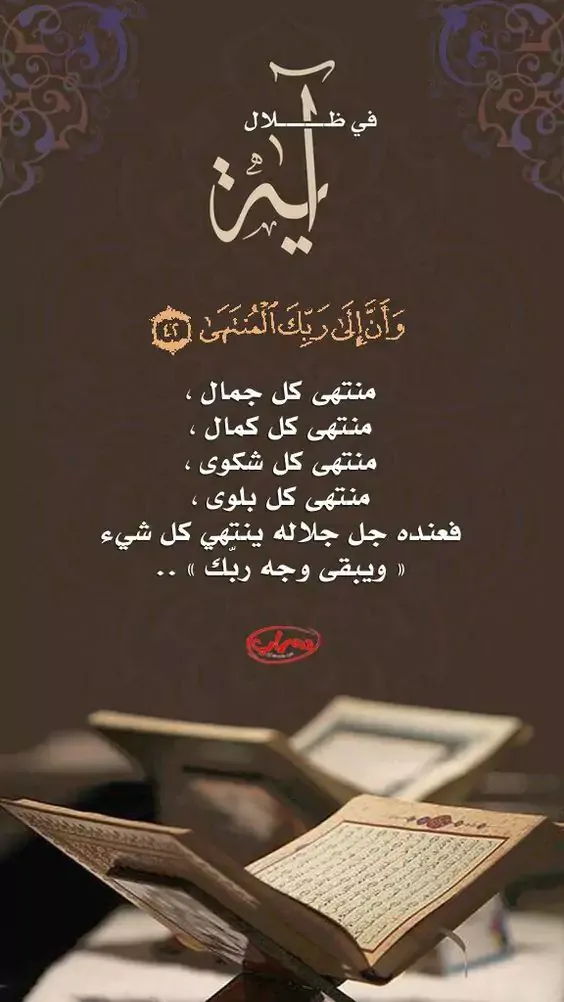 في ظـــلال
آية
وَأَنَّ إِلَىٰ رَبِّكَ ٱلْمُنتَهَىٰ ٤٢
منتهى كل جمال ،
منتهى كل كمال ،
منتهى كل شكوى ،
منتهى كل بلوى ،
فعنده جل جلاله ينتهي كل شيء
« ويبقى وجه ربّك » ..